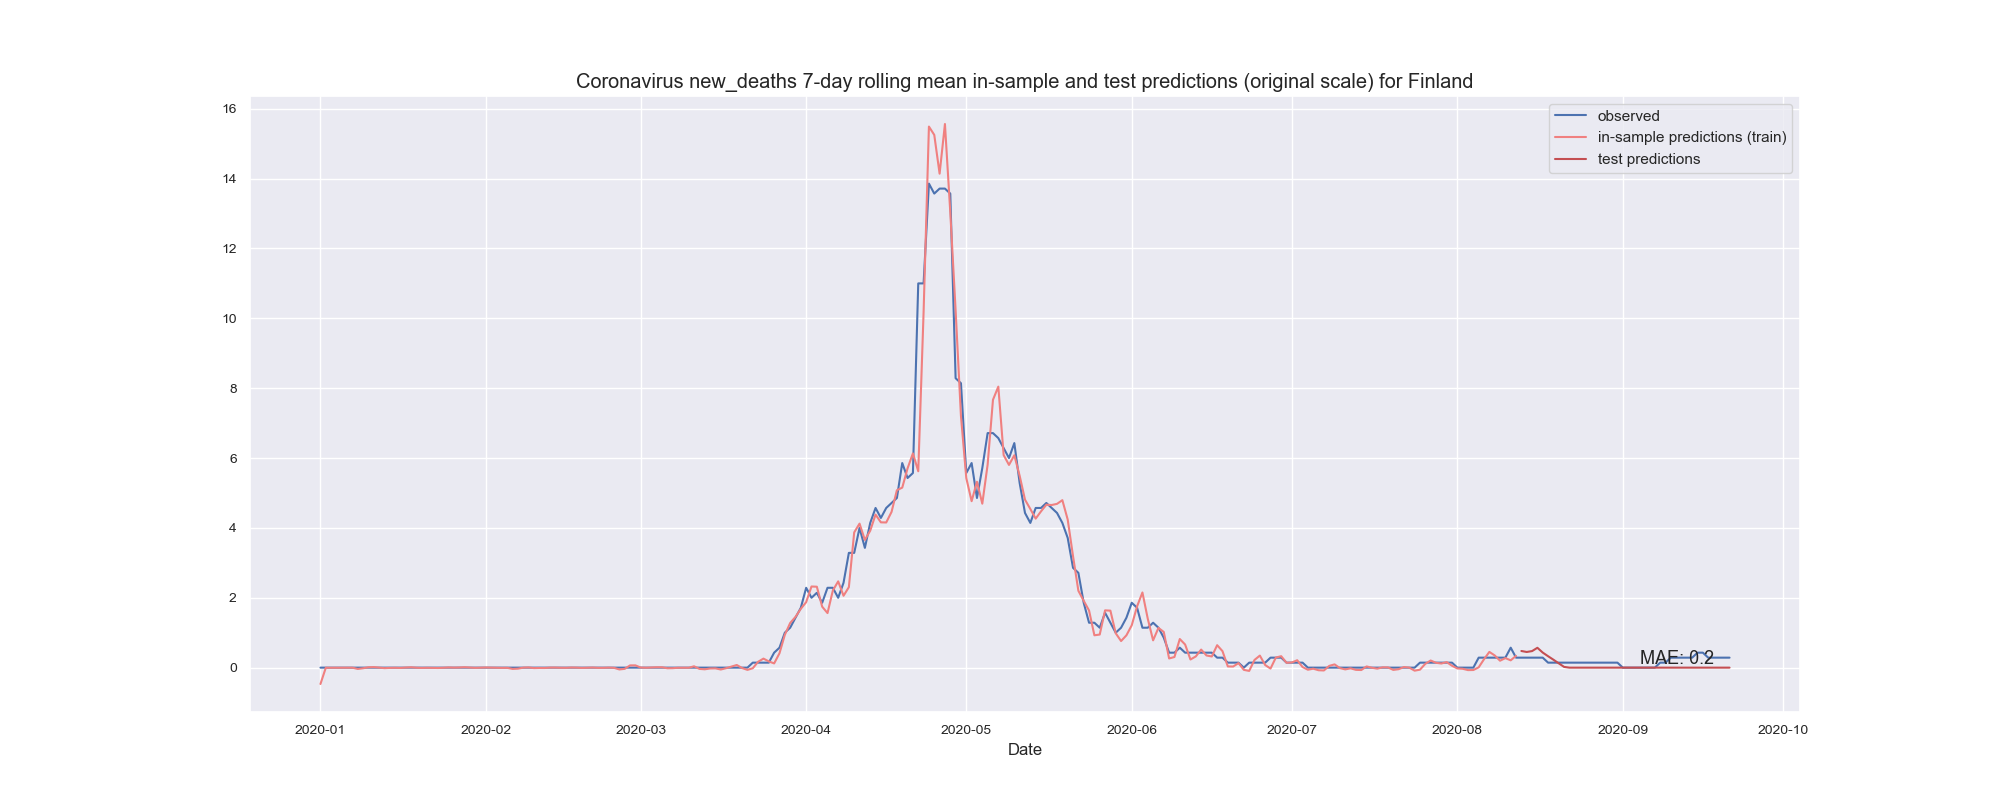 Coronavirus new_deaths 7-day rolling mean in-sample and test predictions (original scale) for Finland
observed
in-sample predictions (train)
test predictions
16
14
12
10
8
6
4
2
0
MAE: 0.2
2020-01 2020-02 2020-03 2020-04 2020-05 2020-06 2020-07 2020-08 2020-09 2020-10
Date